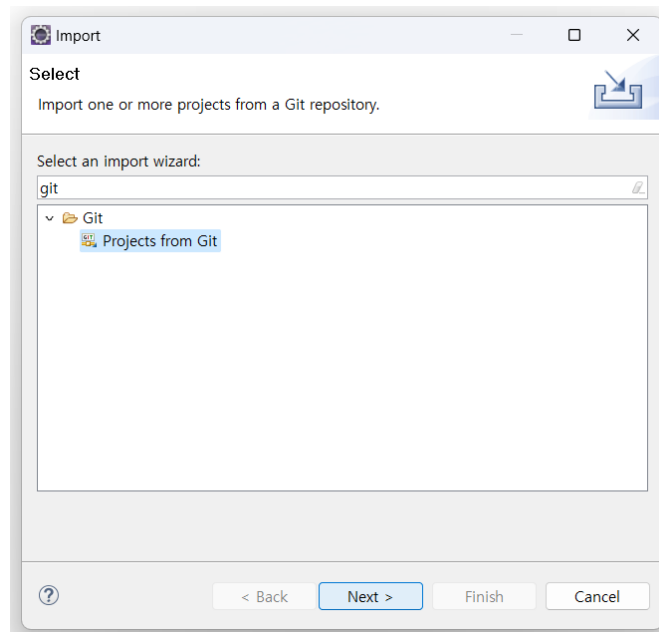 Import
Select
Import one or more projects from a Git repository.
Select an import wizard:
git
Git
GIT Projects from Git
? < Back Next > Finish Cancel